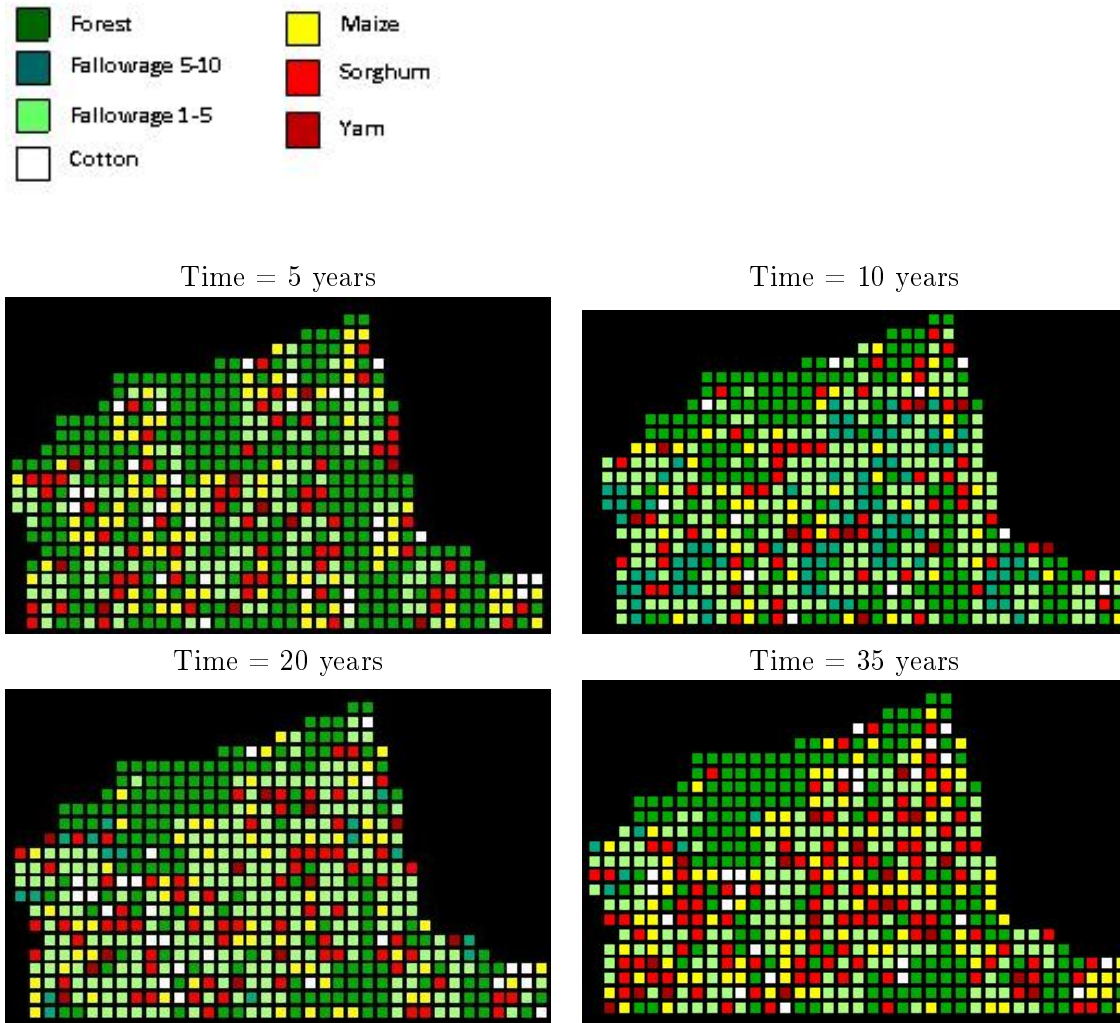 Forest
Fallowage 5-10
Fallowage 1-5
Cotton
Maize
Sorghum
Yam
Time = 5 years
Time = 10 years
Time = 20 years
Time = 35 years